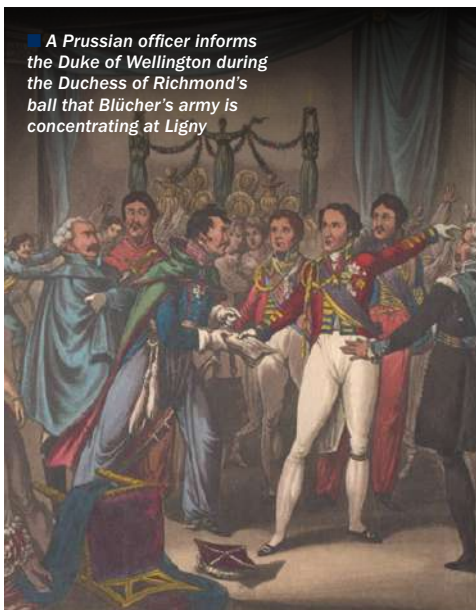 A Prussian officer informs
the Duke of Wellington during
the Duchess of Richmond's
ball that Blücher's army is
concentrating at Ligny